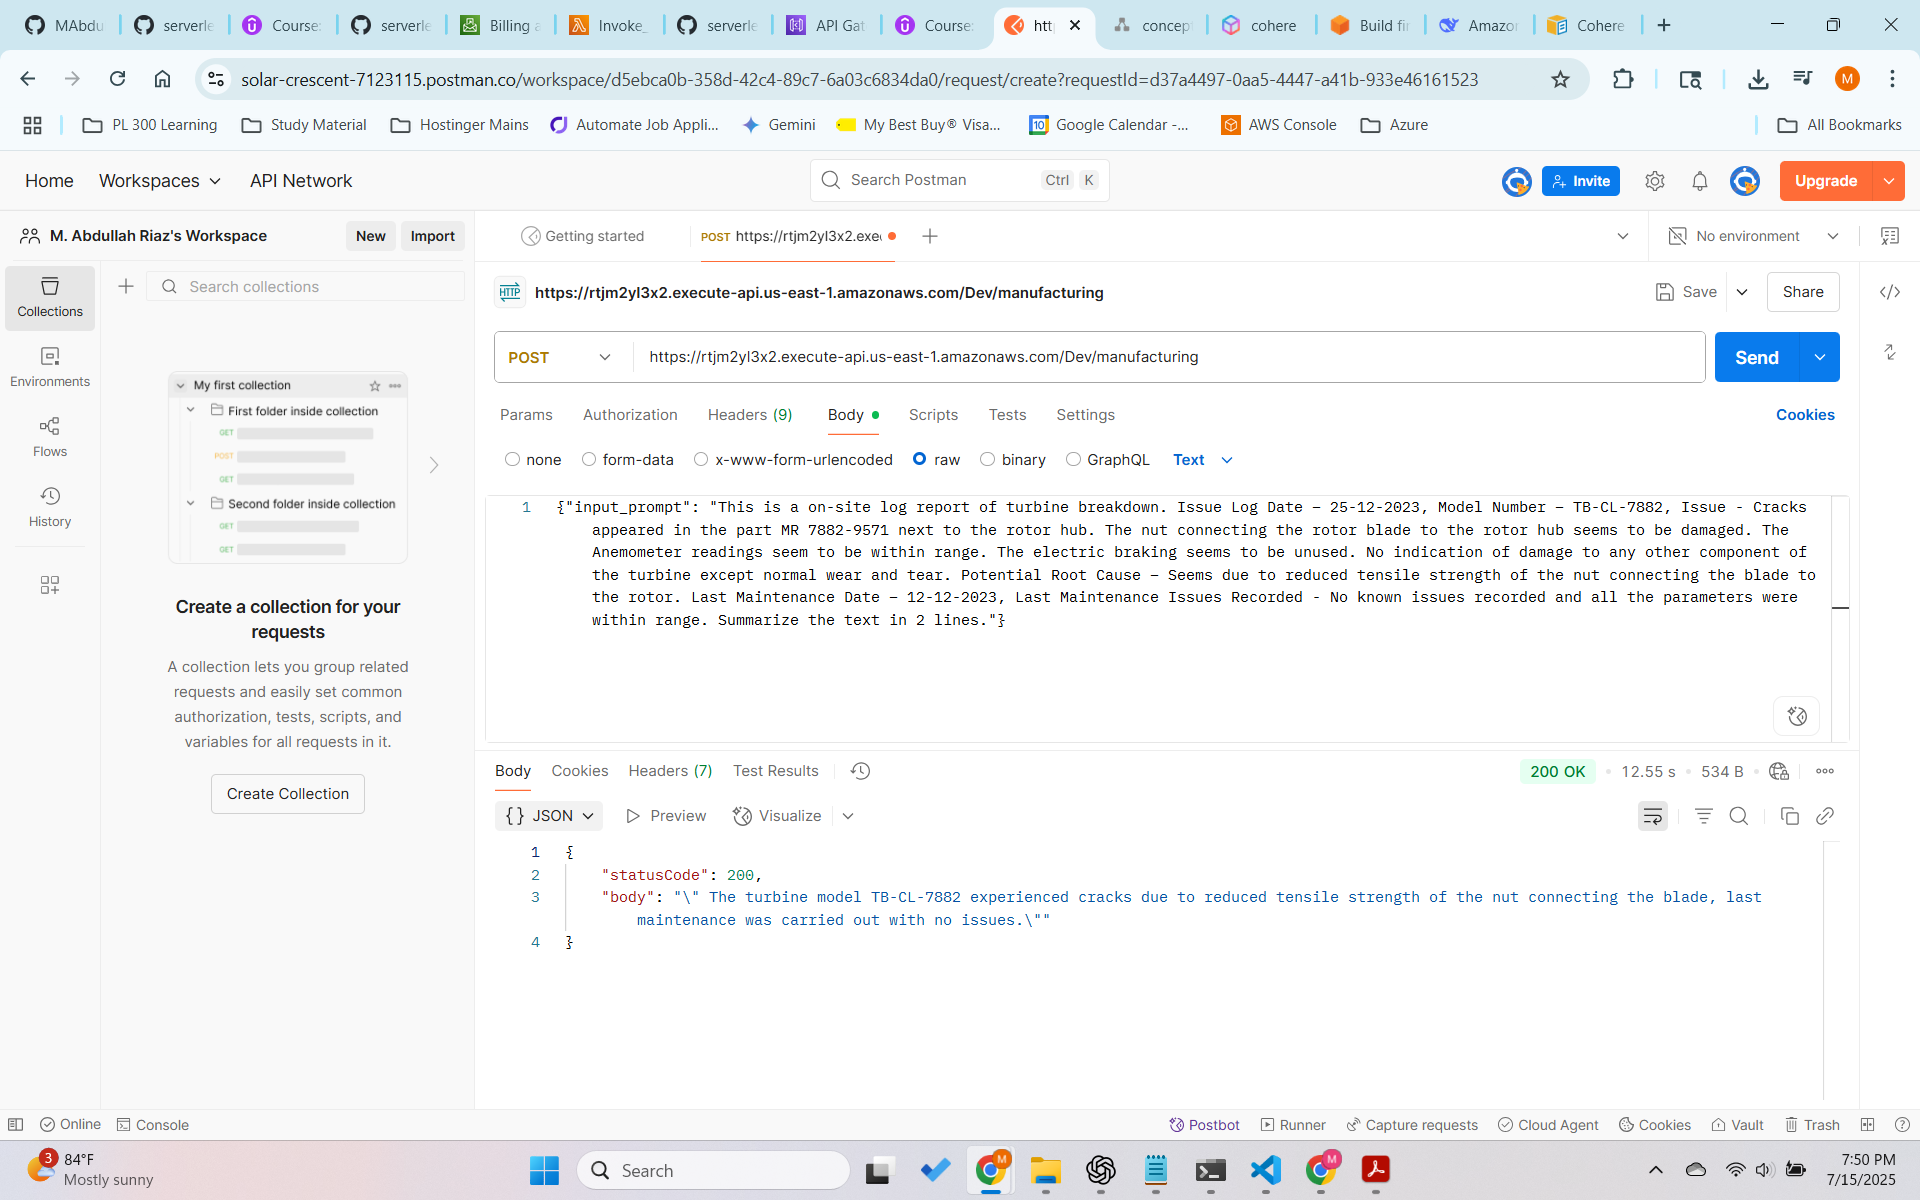 MAbdu
serverle
Course:
serverle
Billing a
Invoke_
serverle
API Gat
Course:
htt
concept
cohere
Build fir
Amazor
Cohere
solar-crescent-7123115.postman.co/workspace/d5ebca0b-358d-42c4-89c7-6a03c6834da0/request/create?requestId=d37a4497-0aa5-4447-a41b-933e46161523
M
PL 300 Learning
Study Material
Hostinger Mains
Automate Job Appli...
Gemini
My Best Buy® Visa...
Google Calendar -...
AWS Console
Azure
All Bookmarks
Home
Workspaces
API Network
Search Postman
Ctrl K
Invite
Upgrade
M. Abdullah Riaz's Workspace
New
Import
Getting started
POST https://rtjm2yl3x2.exec
No environment
Collections
Environments
Flows
History
Search collections
My first collection
First folder inside collection
GET
POST
GET
Second folder inside collection
GET
GET
Create a collection for your
requests
A collection lets you group related
requests and easily set common
authorization, tests, scripts, and
variables for all requests in it.
Create Collection
HTTP
https://rtjm2yl3x2.execute-api.us-east-1.amazonaws.com/Dev/manufacturing
Save
Share
POST
https://rtjm2yl3x2.execute-api.us-east-1.amazonaws.com/Dev/manufacturing
Send
Params
Authorization
Headers (9)
Body
Scripts
Tests
Settings
Cookies
none
form-data
x-www-form-urlencoded
raw
binary
GraphQL
Text
1 {"input_prompt": "This is a on-site log report of turbine breakdown. Issue Log Date – 25-12-2023, Model Number – TB-CL-7882, Issue - Cracks
appeared in the part MR 7882-9571 next to the rotor hub. The nut connecting the rotor blade to the rotor hub seems to be damaged. The
Anemometer readings seem to be within range. The electric braking seems to be unused. No indication of damage to any other component of
the turbine except normal wear and tear. Potential Root Cause – Seems due to reduced tensile strength of the nut connecting the blade to
the rotor. Last Maintenance Date – 12-12-2023, Last Maintenance Issues Recorded - No known issues recorded and all the parameters were
within range. Summarize the text in 2 lines."}
Body
Cookies
Headers (7)
Test Results
200 OK
12.55 s
534 B
{} JSON
Preview
Visualize
1 {
2 "statusCode": 200,
3 "body": "\" The turbine model TB-CL-7882 experienced cracks due to reduced tensile strength of the nut connecting the blade, last
maintenance was carried out with no issues.\""
4 }
Online
Console
Postbot
Runner
Capture requests
Cloud Agent
Cookies
Vault
Trash
3
84°F
Mostly sunny
Search
M
M
7:50 PM
7/15/2025